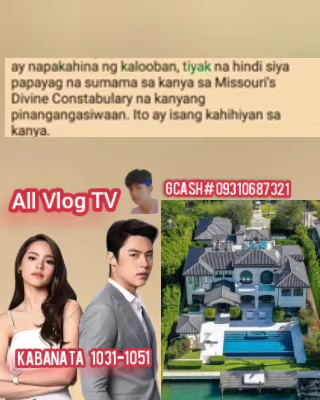 ay napakahina ng kalooban, tiyak na hindi siya
papayag na sumama sa kanya sa Missouri's
Divine Constabulary na kanyang
pinangangasiwaan. Ito ay isang kahihiyan sa
kanya.
GCASH# 09310687321
All Vlog TV
KABANATA 1031-1051